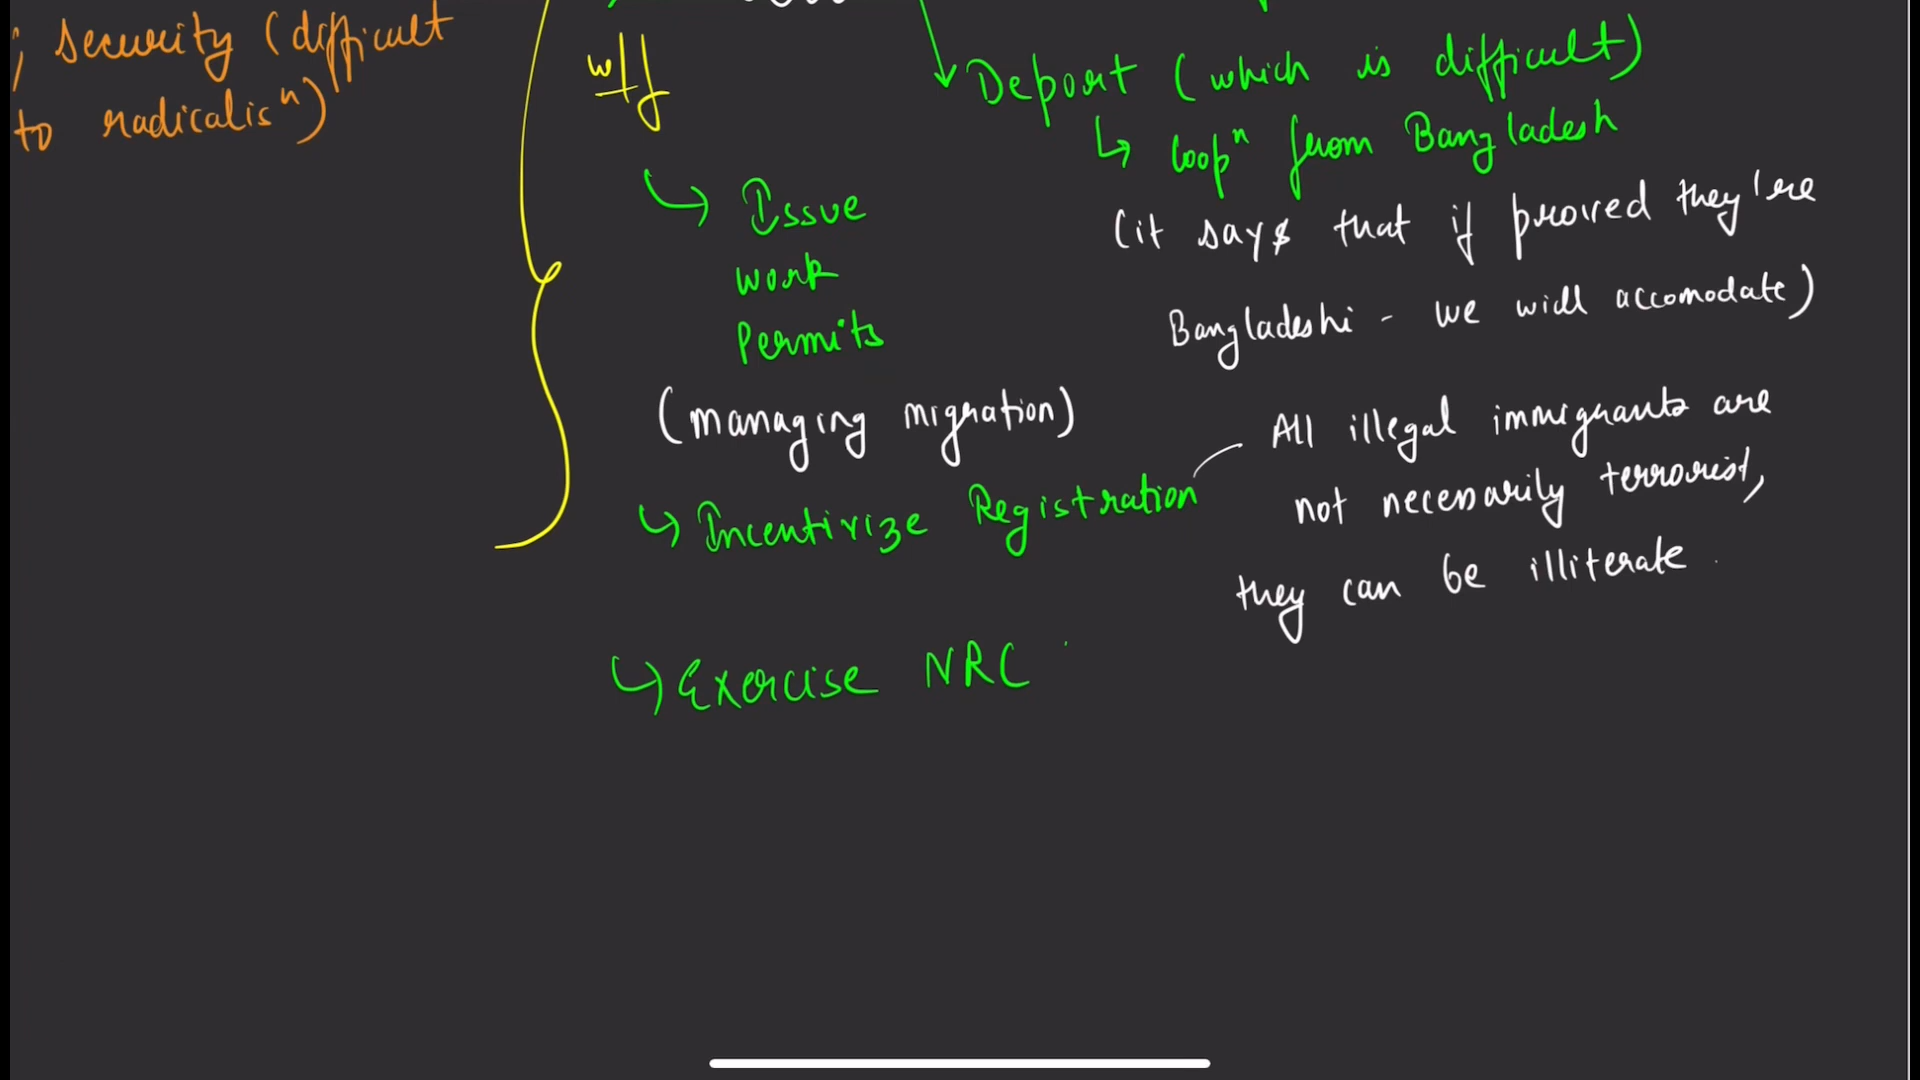 ; security (difficult
to radicalisⁿ)
w/f
Deport (which is difficult)
↳ Coopⁿ from Bangladesh
(it says that if proved they're
Bangladeshi - we will accomodate)
↳ Issue
Work
Permits
(managing migration)
↳ Incentivize Registration
All illegal immigrants are
not necessarily terrorist,
they can be illiterate.
↳ Exercise NRC